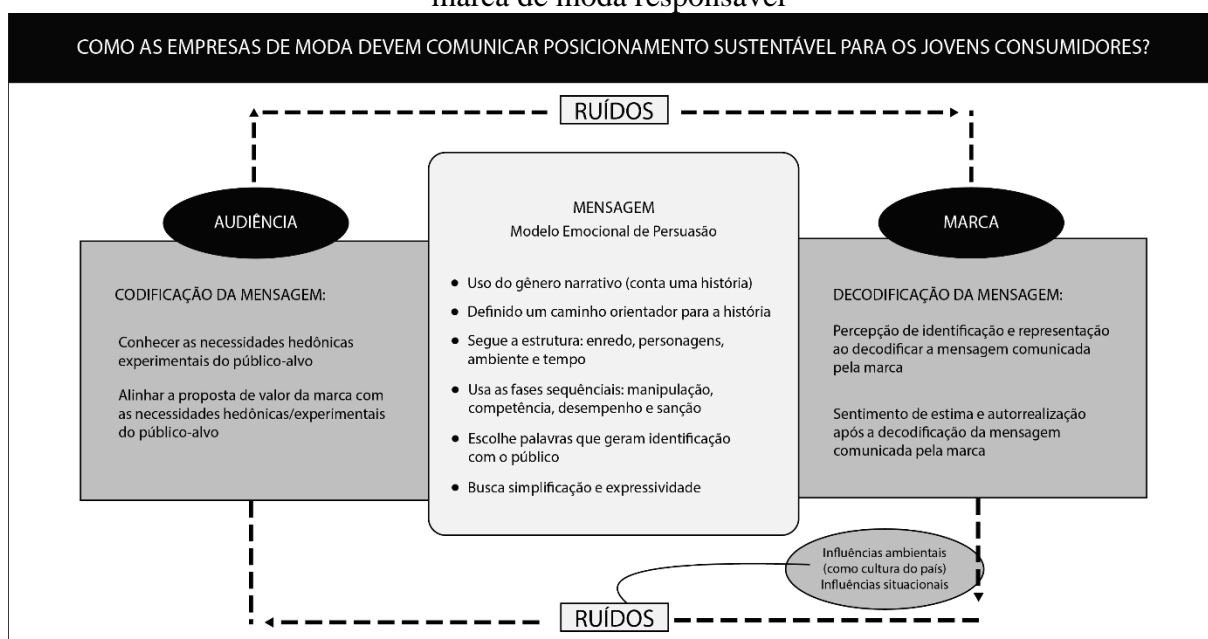 marca de moda responsável
COMO AS EMPRESAS DE MODA DEVEM COMUNICAR POSICIONAMENTO SUSTENTÁVEL PARA OS JOVENS CONSUMIDORES?
RUÍDOS
AUDIÊNCIA
CODIFICAÇÃO DA MENSAGEM:
Conhecer as necessidades hedônicas
experimentais do público-alvo
Alinhar a proposta de valor da marca com
as necessidades hedônicas/experimentais
do público-alvo
MENSAGEM
Modelo Emocional de Persuasão
• Uso do gênero narrativo (conta uma história)
• Definido um caminho orientador para a história
• Segue a estrutura: enredo, personagens,
ambiente e tempo
• Usa as fases sequênciais: manipulação,
competência, desempenho e sanção
• Escolhe palavras que geram identificação
com o público
• Busca simplificação e expressividade
MARCA
DECODIFICAÇÃO DA MENSAGEM:
Percepção de identificação e representação
ao decodificar a mensagem comunicada
pela marca
Sentimento de estima e autorrealização
após a decodificação da mensagem
comunicada pela marca
Influências ambientais
(como cultura do país)
Influências situacionais
RUÍDOS